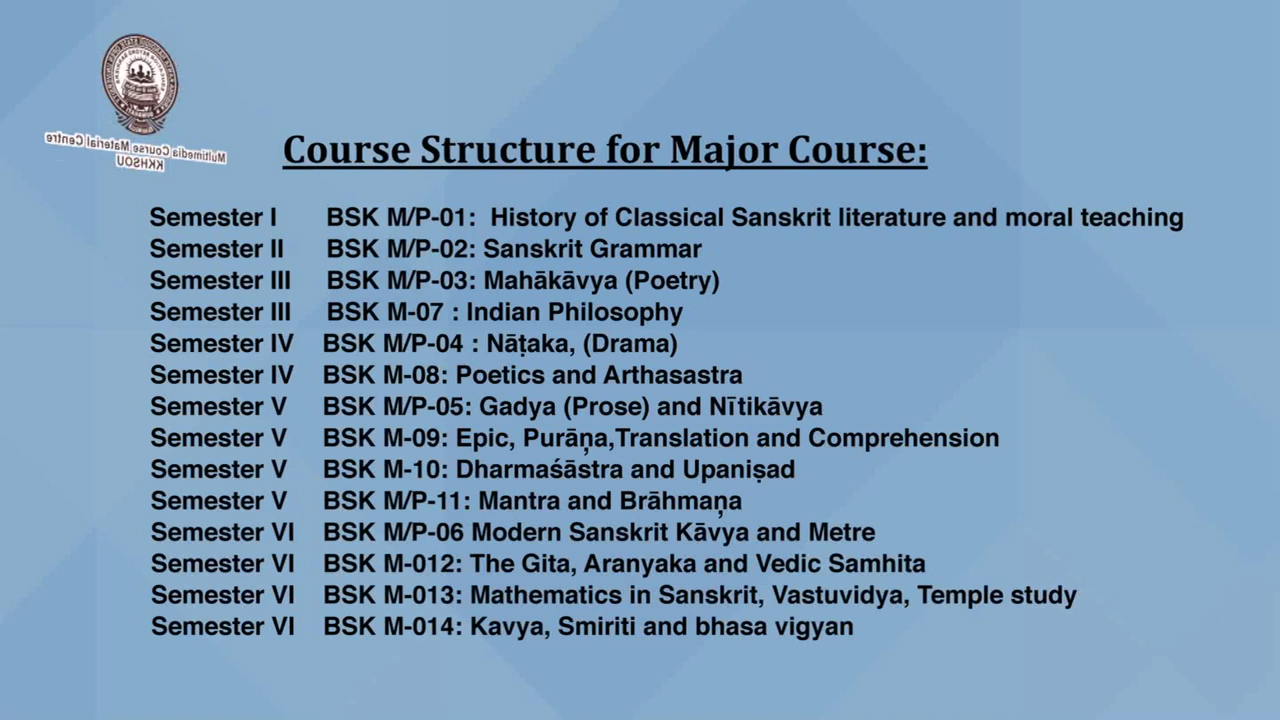 Multimedia Course Material Centre
KKHSOU
Course Structure for Major Course:
Semester I BSK M/P-01: History of Classical Sanskrit literature and moral teaching
Semester II BSK M/P-02: Sanskrit Grammar
Semester III BSK M/P-03: Mahākāvya (Poetry)
Semester III BSK M-07 : Indian Philosophy
Semester IV BSK M/P-04 : Nāṭaka, (Drama)
Semester IV BSK M-08: Poetics and Arthasastra
Semester V BSK M/P-05: Gadya (Prose) and Nītikāvya
Semester V BSK M-09: Epic, Purāṇa,Translation and Comprehension
Semester V BSK M-10: Dharmaśāstra and Upaniṣad
Semester V BSK M/P-11: Mantra and Brāhmaṇa
Semester VI BSK M/P-06 Modern Sanskrit Kāvya and Metre
Semester VI BSK M-012: The Gita, Aranyaka and Vedic Samhita
Semester VI BSK M-013: Mathematics in Sanskrit, Vastuvidya, Temple study
Semester VI BSK M-014: Kavya, Smiriti and bhasa vigyan